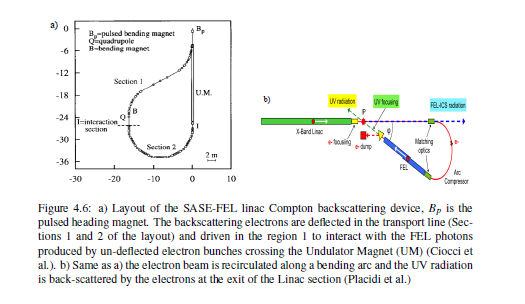 a)
0
-6
-12
-18
-24
-30
-36
-30
-20
-10
0
10
Bp
Bp=pulsed bending magnet
Q=quadrupole
B=bending magnet
Section 1
U.M.
B
Q
I=interaction
section
I
Section 2
2 m
b)
UV radiation
UV focusing
FEL-ICS radiation
P
φ
X-Band Linac
e- focusing
e- dump
FEL
Matching
optics
e-
Arc
Compressor
Figure 4.6: a) Layout of the SASE-FEL linac Compton backscattering device, Bp is the
pulsed heading magnet. The backscattering electrons are deflected in the transport line (Sec-
tions 1 and 2 of the layout) and driven in the region 1 to interact with the FEL photons
produced by un-deflected electron bunches crossing the Undulator Magnet (UM) (Ciocci et
al.). b) Same as a) the electron beam is recirculated along a bending arc and the UV radiation
is back-scattered by the electrons at the exit of the Linac section (Placidi et al.)